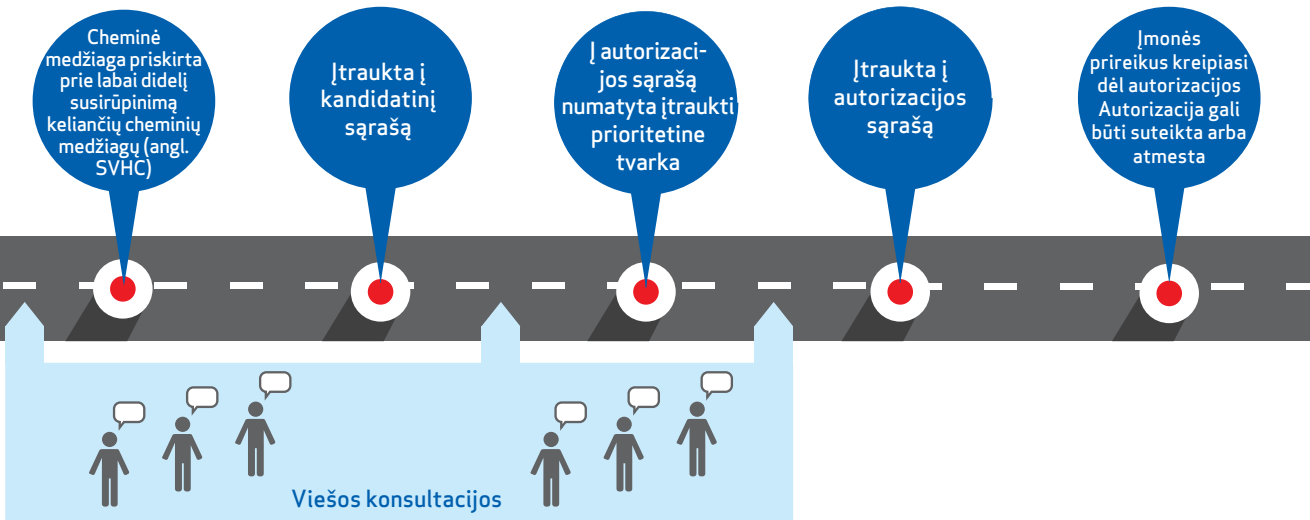 Cheminė
medžiaga priskirta
prie labai didelį
susirūpinimą
keliančių cheminių
medžiagų (angl.
SVHC)
Įtraukta į
kandidatinį
sąrašą
Į autorizaci-
jos sąrašą
numatyta įtraukti
prioritetine
tvarka
Įtraukta į
autorizacijos
sąrašą
Įmonės
prireikus kreipiasi
dėl autorizacijos
Autorizacija gali
būti suteikta arba
atmesta
Viešos konsultacijos